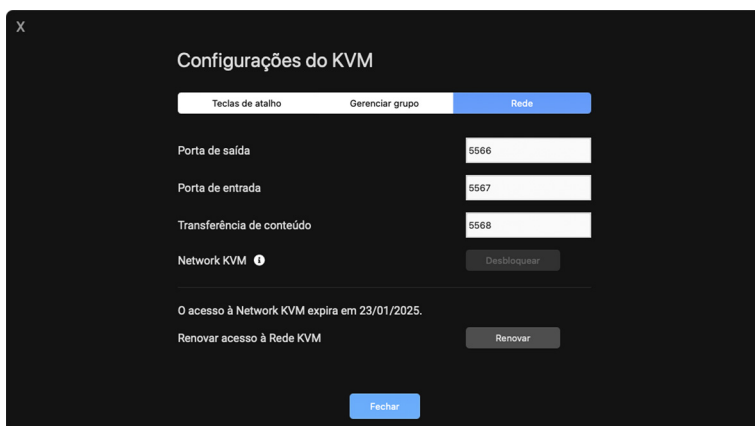 X
Configurações do KVM
Teclas de atalho Gerenciar grupo Rede
Porta de saída 5566
Porta de entrada 5567
Transferência de conteúdo 5568
Network KVM i Desbloquear
O acesso à Network KVM expira em 23/01/2025.
Renovar acesso à Rede KVM Renovar
Fechar